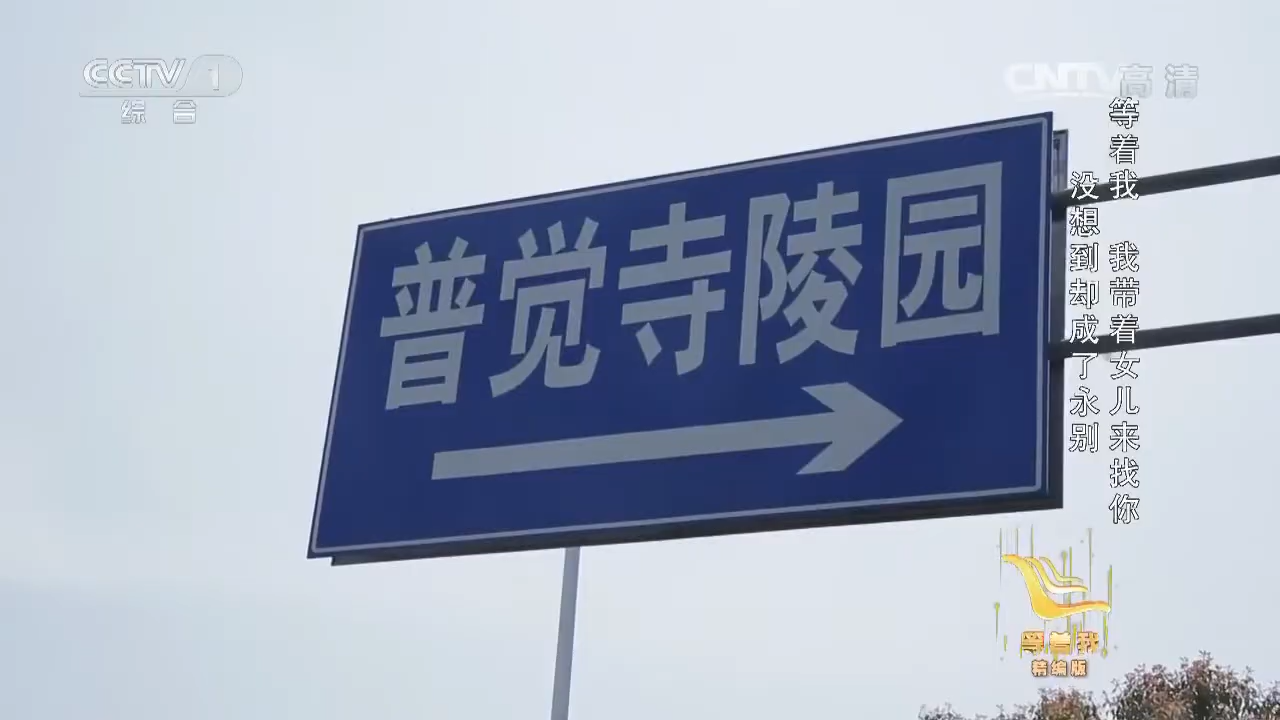 CCTV 1
综合
CNTV高清
普觉寺陵园
等着我 我带着女儿来找你
没想到却成了永别
等着我
精编版